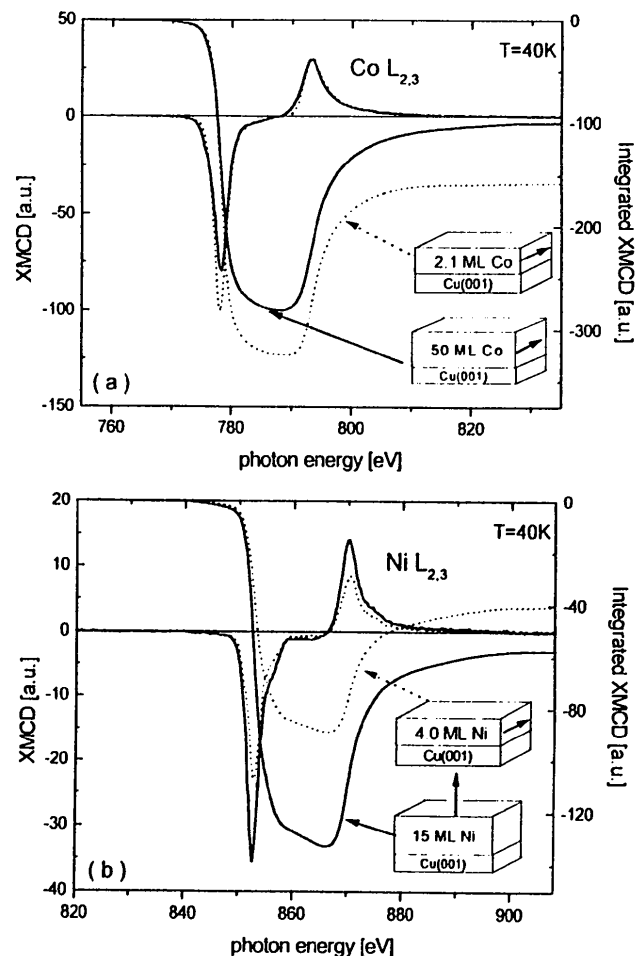 50
0
T=40K
Co L2,3
0
-100
-50
-200
2.1 ML Co
Cu(001)
-100
-300
50 ML Co
Cu(001)
(a)
-150
760
780
800
820
photon energy [eV]
XMCD [a.u.]
Integrated XMCD [a.u.]
20
0
T=40K
10
Ni L2,3
-40
0
-10
-80
4.0 ML Ni
Cu(001)
-20
-120
-30
15 ML Ni
Cu(001)
(b)
-40
820
840
860
880
900
photon energy [eV]
XMCD [a.u.]
Integrated XMCD [a.u.]